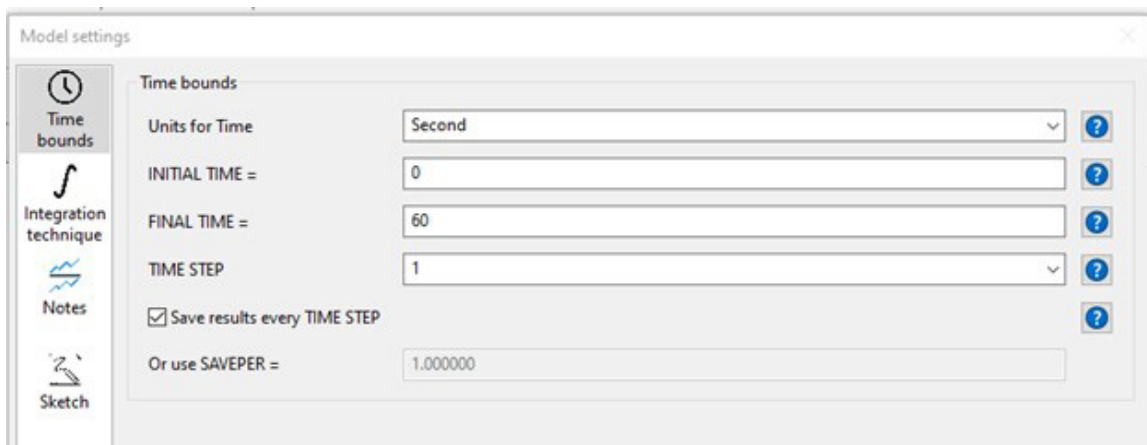 Model settings
Time
bounds
Integration
technique
Notes
Sketch
Time bounds
Units for Time
Second
INITIAL TIME =
0
FINAL TIME =
60
TIME STEP
1
Save results every TIME STEP
Or use SAVEPER =
1.000000